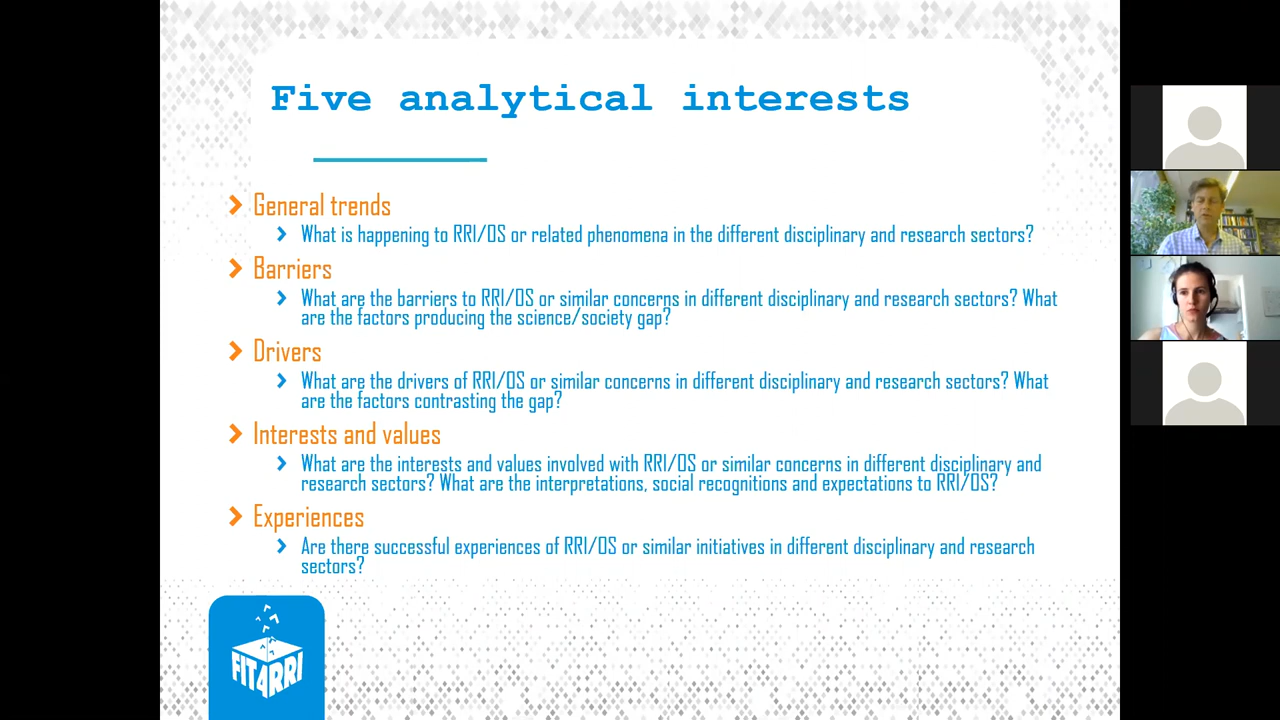 Five analytical interests
General trends
What is happening to RRI/OS or related phenomena in the different disciplinary and research sectors?
Barriers
What are the barriers to RRI/OS or similar concerns in different disciplinary and research sectors? What
are the factors producing the science/society gap?
Drivers
What are the drivers of RRI/OS or similar concerns in different disciplinary and research sectors? What
are the factors contrasting the gap?
Interests and values
What are the interests and values involved with RRI/OS or similar concerns in different disciplinary and
research sectors? What are the interpretations, social recognitions and expectations to RRI/OS?
Experiences
Are there successful experiences of RRI/OS or similar initiatives in different disciplinary and research
sectors?
FIT4RRI